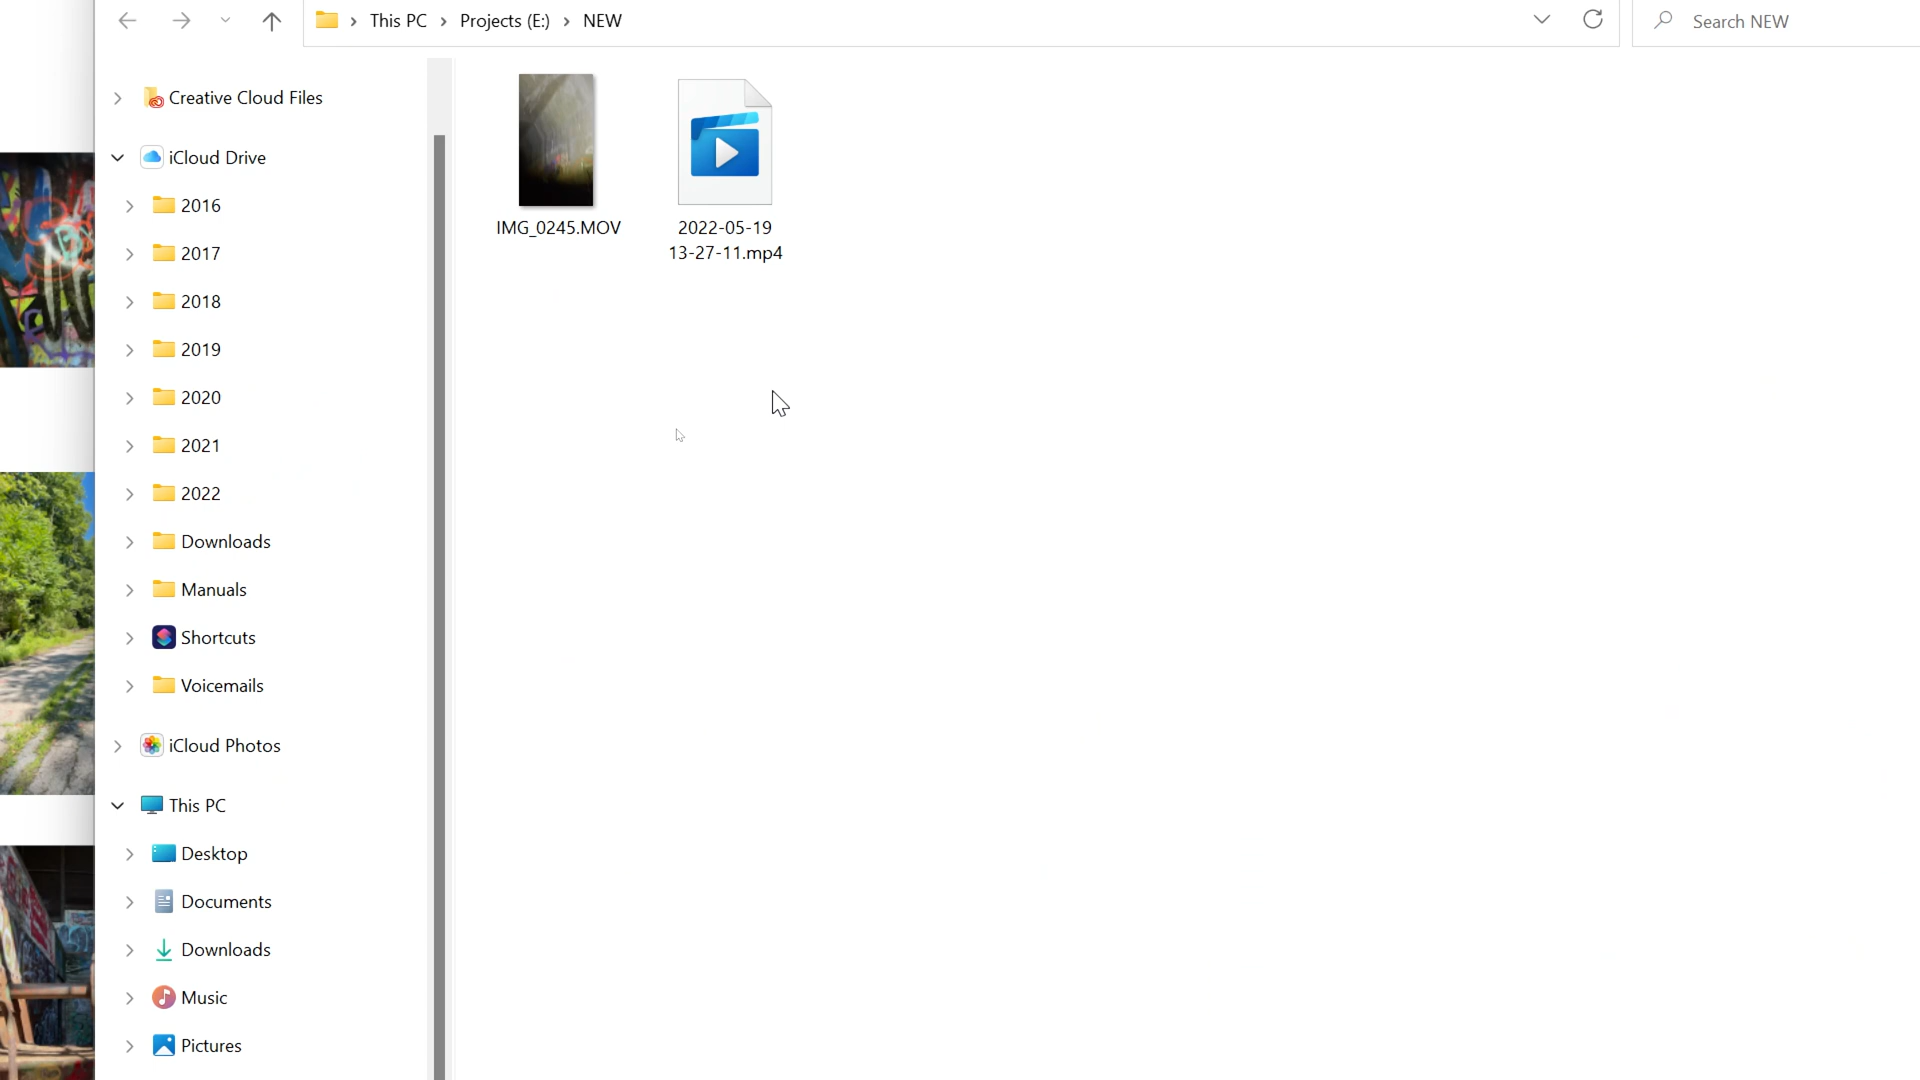 This PC
Projects (E:)
NEW
Search NEW
Creative Cloud Files
iCloud Drive
2016
2017
2018
2019
2020
2021
2022
Downloads
Manuals
Shortcuts
Voicemails
iCloud Photos
This PC
Desktop
Documents
Downloads
Music
Pictures
IMG_0245.MOV
2022-05-19
13-27-11.mp4